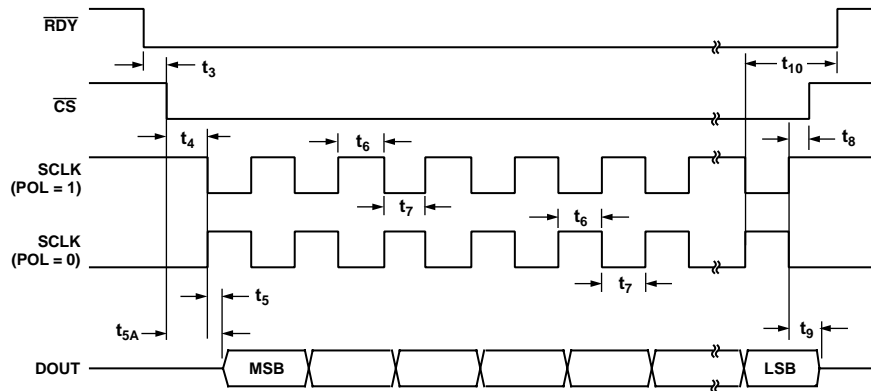 RDY
t3
t10
CS
t4
t6
t8
SCLK
(POL = 1)
t7
t6
SCLK
(POL = 0)
t7
t5
t5A
t9
DOUT
MSB
LSB